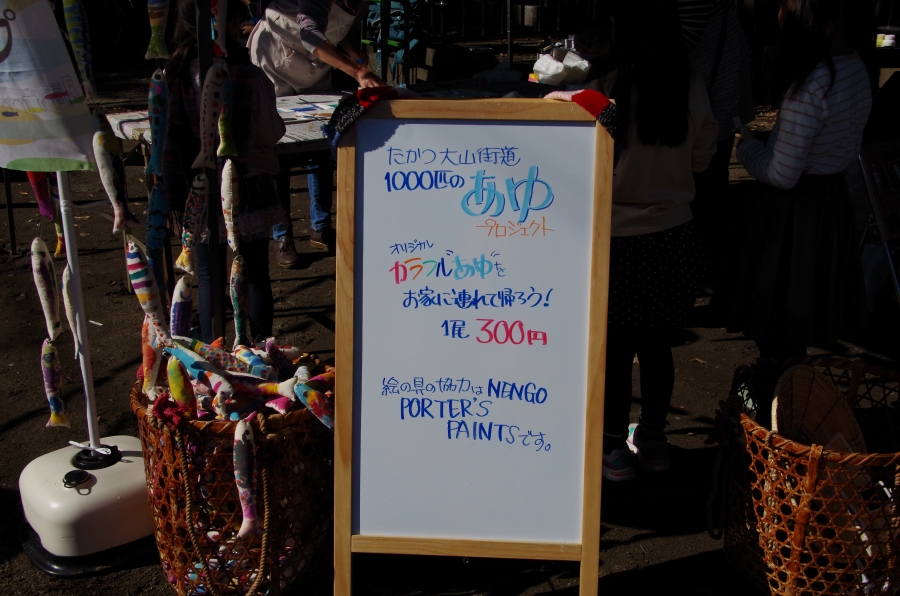 たかつ大山街道
1000匹の あゆ
プロジェクト
オリジナル
カラフル"あゆ"を
お家に連れて帰ろう!
1尾 300円
絵の具の協力は NENGO
PORTER'S
PAINTSです。